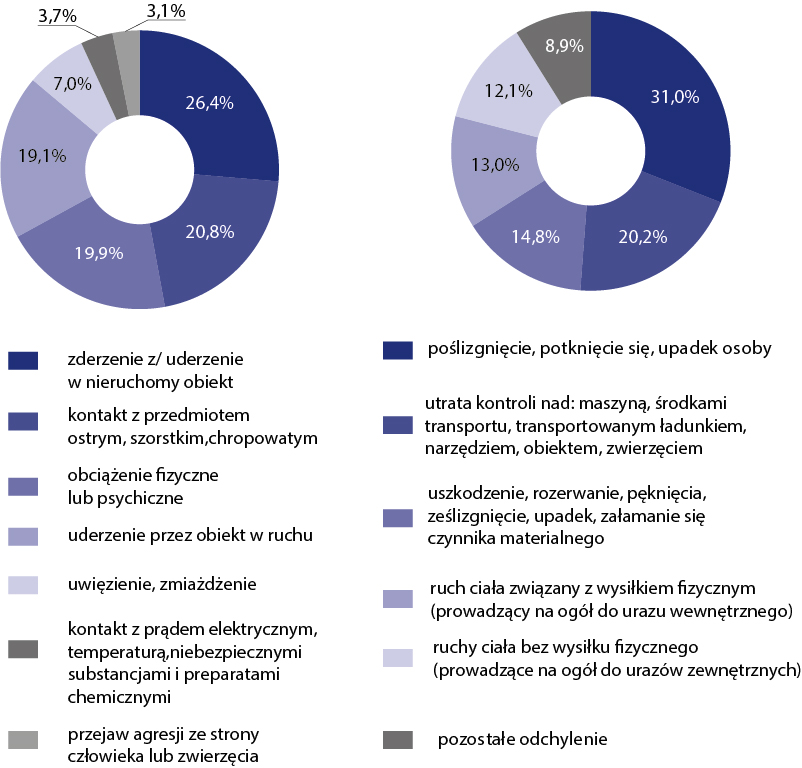 3,7%
3,1%
26,4%
20,8%
19,9%
19,1%
7,0%
zderzenie z/ uderzenie
w nieruchomy obiekt
kontakt z przedmiotem
ostrym, szorstkim,chropowatym
obciążenie fizyczne
lub psychiczne
uderzenie przez obiekt w ruchu
uwięzienie, zmiażdżenie
kontakt z prądem elektrycznym,
temperaturą,niebezpiecznymi
substancjami i preparatami
chemicznymi
przejaw agresji ze strony
człowieka lub zwierzęcia
8,9%
31,0%
20,2%
14,8%
13,0%
12,1%
poślizgnięcie, potknięcie się, upadek osoby
utrata kontroli nad: maszyną, środkami
transportu, transportowanym ładunkiem,
narzędziem, obiektem, zwierzęciem
uszkodzenie, rozerwanie, pęknięcia,
ześlizgnięcie, upadek, załamanie się
czynnika materialnego
ruch ciała związany z wysiłkiem fizycznym
(prowadzący na ogół do urazu wewnętrznego)
ruchy ciała bez wysiłku fizycznego
(prowadzące na ogół do urazów zewnętrznych)
pozostałe odchylenie